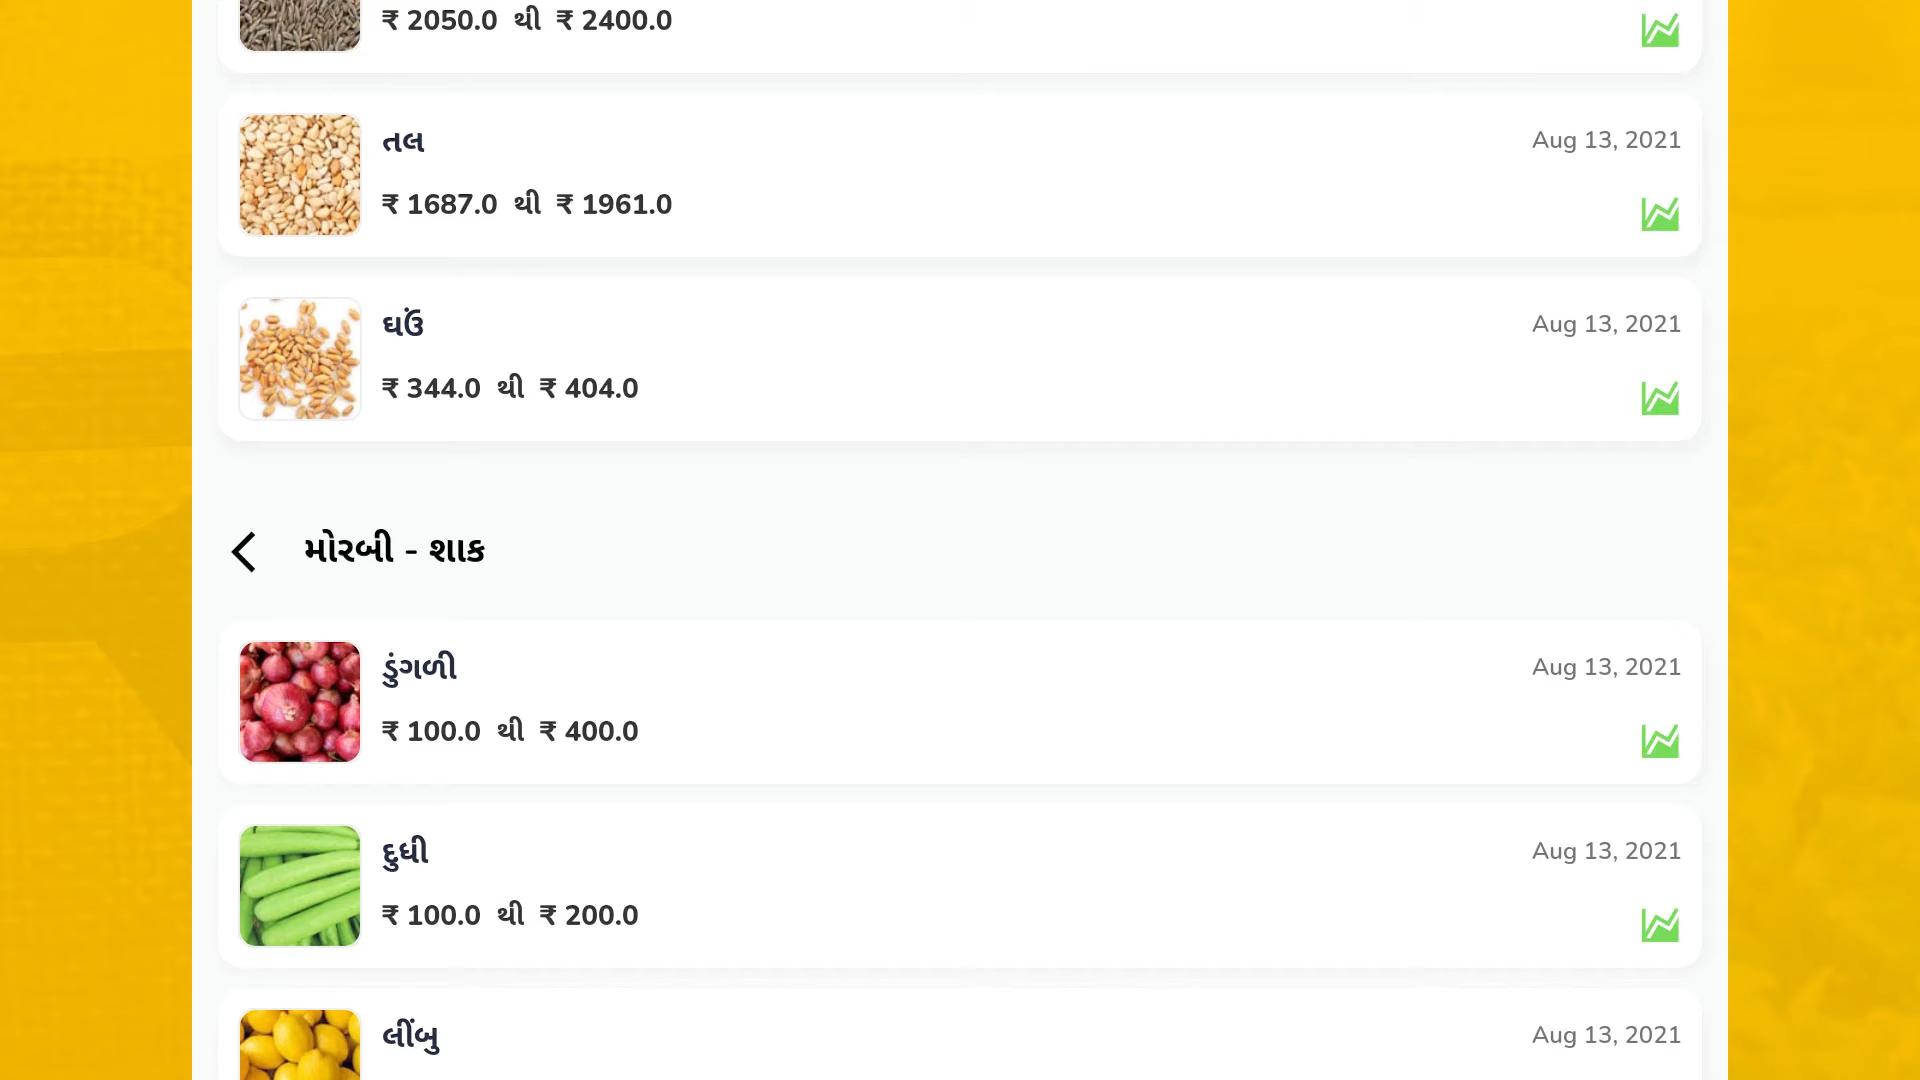 ₹ 2050.0 થી ₹ 2400.0
તલ
Aug 13, 2021
₹ 1687.0 થી ₹ 1961.0
ઘઉં
Aug 13, 2021
₹ 344.0 થી ₹ 404.0
મોરબી - શાક
ડુંગળી
Aug 13, 2021
₹ 100.0 થી ₹ 400.0
દુધી
Aug 13, 2021
₹ 100.0 થી ₹ 200.0
લીંબુ
Aug 13, 2021